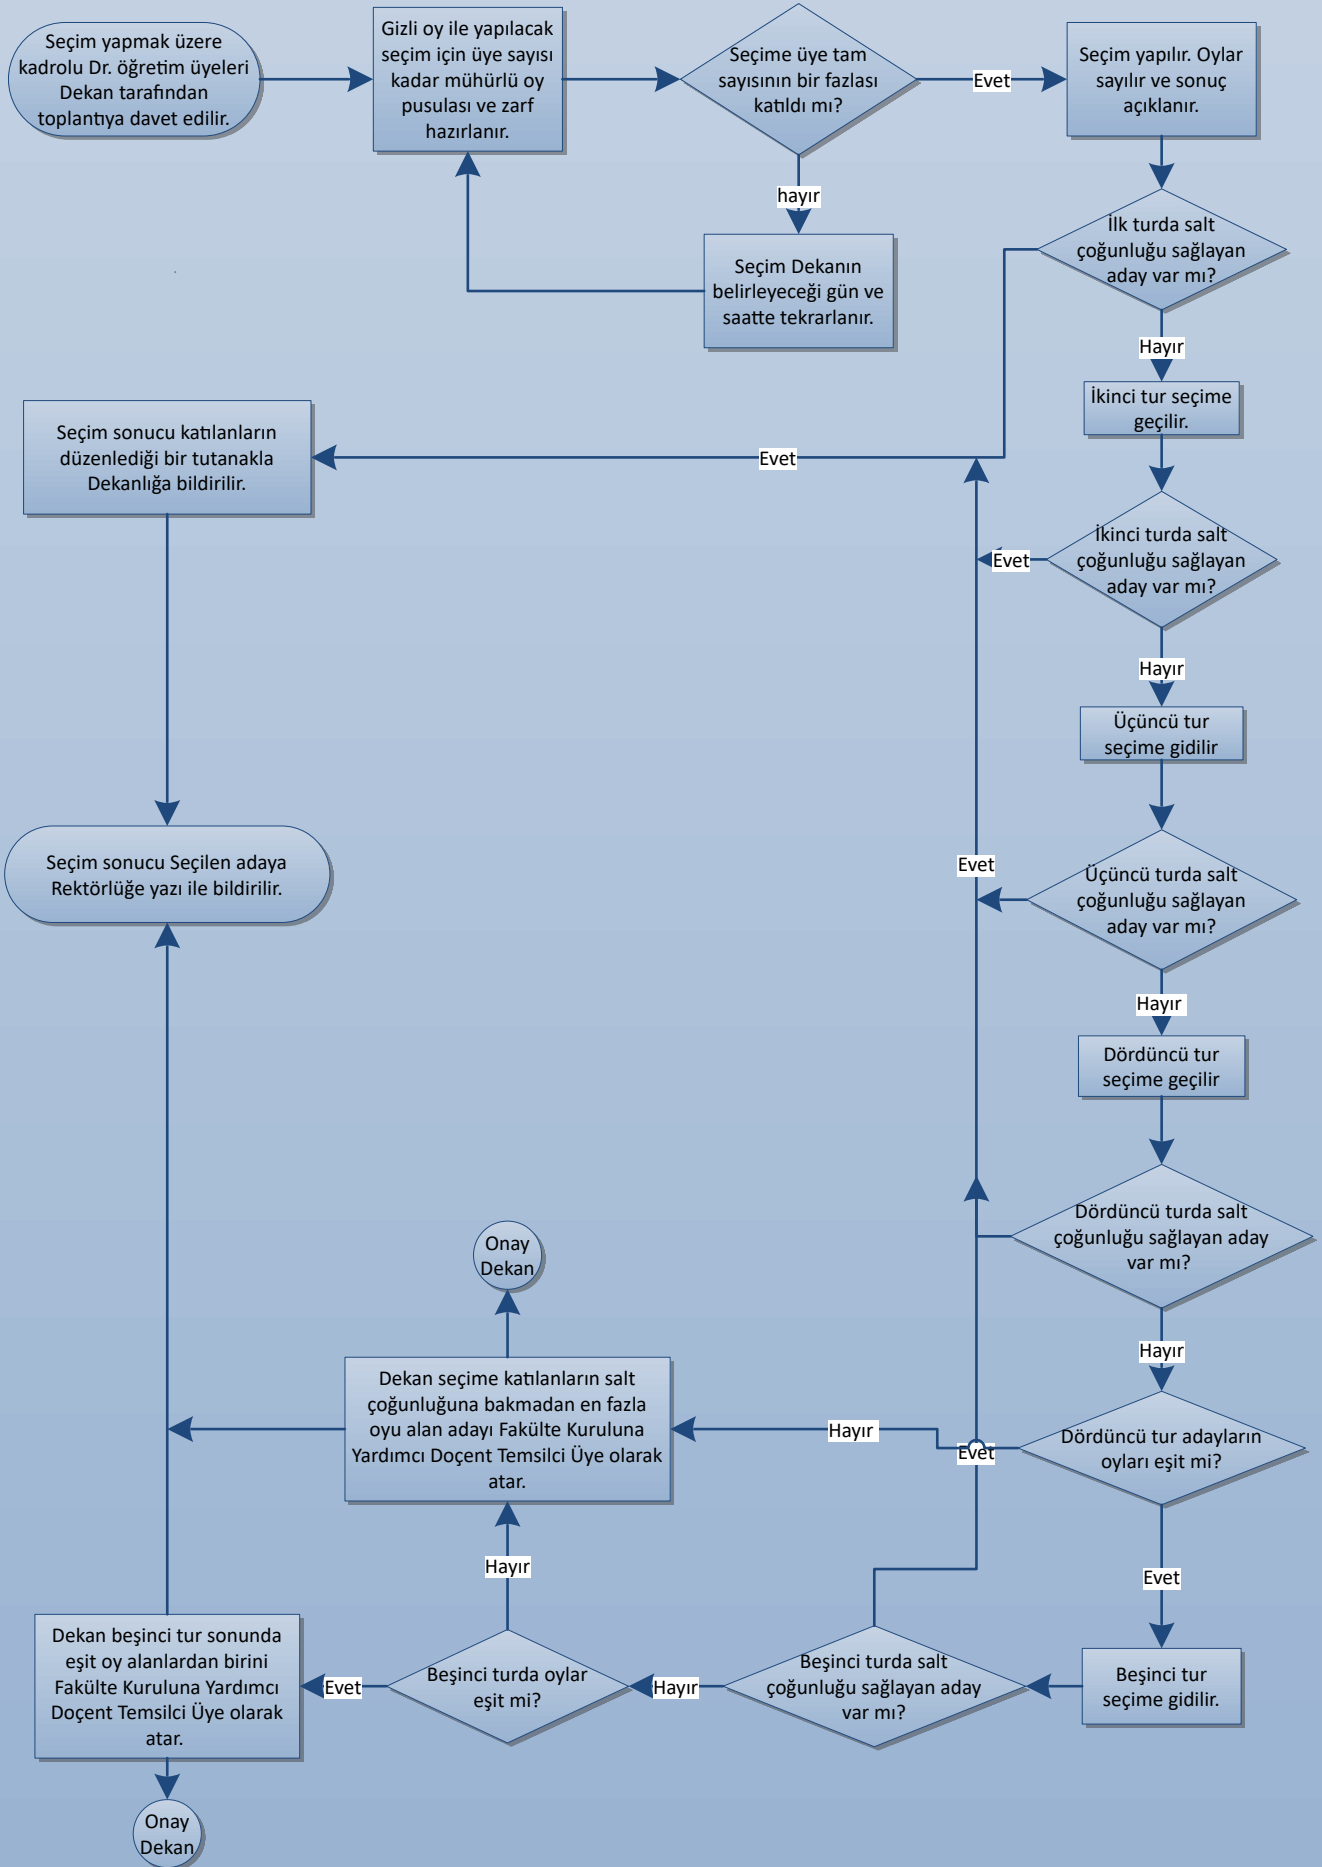 Seçim yapmak üzere
kadrolu Dr. öğretim üyeleri
Dekan tarafından
toplantıya davet edilir.
Gizli oy ile yapılacak
seçim için üye sayısı
kadar mühürlü oy
pusulası ve zarf
hazırlanır.
Seçime üye tam
sayısının bir fazlası
katıldı mı?
Evet
Seçim yapılır. Oylar
sayılır ve sonuç
açıklanır.
hayır
Seçim Dekanın
belirleyeceği gün ve
saatte tekrarlanır.
İlk turda salt
çoğunluğu sağlayan
aday var mı?
Hayır
İkinci tur seçime
geçilir.
Evet
Seçim sonucu katılanların
düzenlediği bir tutanakla
Dekanlığa bildirilir.
İkinci turda salt
çoğunluğu sağlayan
aday var mı?
Evet
Hayır
Üçüncü tur
seçime gidilir
Seçim sonucu Seçilen adaya
Rektörlüğe yazı ile bildirilir.
Evet
Üçüncü turda salt
çoğunluğu sağlayan
aday var mı?
Hayır
Dördüncü tur
seçime geçilir
Dördüncü turda salt
çoğunluğu sağlayan aday
var mı?
Onay
Dekan
Hayır
Dekan seçime katılanların salt
çoğunluğuna bakmadan en fazla
oyu alan adayı Fakülte Kuruluna
Yardımcı Doçent Temsilci Üye olarak
atar.
Hayır
Evet
Dördüncü tur adayların
oyları eşit mi?
Hayır
Evet
Dekan beşinci tur sonunda
eşit oy alanlardan birini
Fakülte Kuruluna Yardımcı
Doçent Temsilci Üye olarak
atar.
Evet
Beşinci turda oylar
eşit mi?
Hayır
Beşinci turda salt
çoğunluğu sağlayan aday
var mı?
Beşinci tur
seçime gidilir.
Onay
Dekan